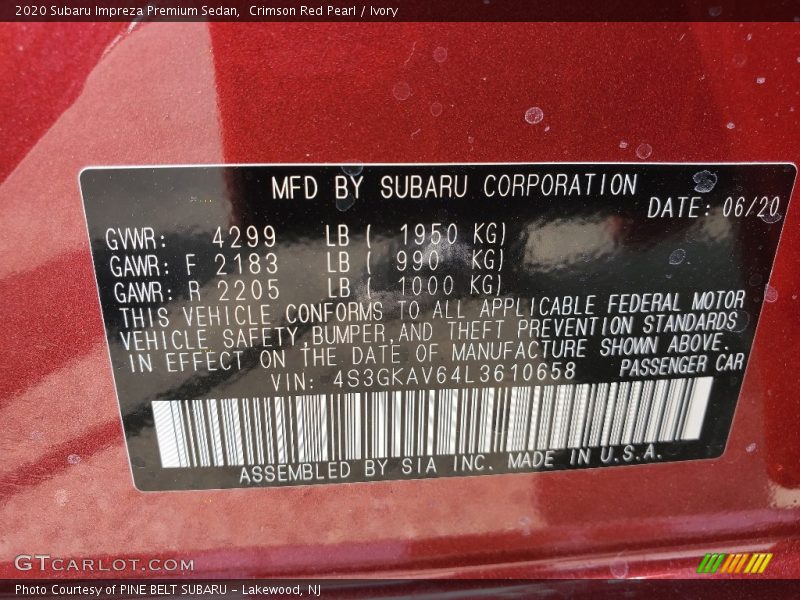 2020 Subaru Impreza Premium Sedan,  Crimson Red Pearl / Ivory
MFD BY SUBARU CORPORATION
DATE: 06/20
GVWR: 4299 LB ( 1950 KG)
GAWR: F 2183 LB ( 990 KG)
GAWR: R 2205 LB ( 1000 KG)
THIS VEHICLE CONFORMS TO ALL APPLICABLE FEDERAL MOTOR
VEHICLE SAFETY,BUMPER,AND THEFT PREVENTION STANDARDS
IN EFFECT ON THE DATE OF MANUFACTURE SHOWN ABOVE.
VIN: 4S3GKAV64L3610658 PASSENGER CAR
ASSEMBLED BY SIA INC. MADE IN U.S.A.
GTCARLOT.COM
Photo Courtesy of PINE BELT SUBARU – Lakewood, NJ